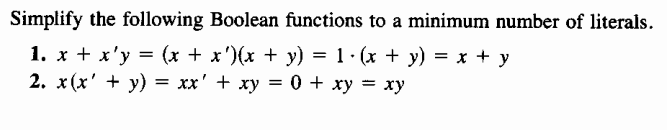 Simplify the following Boolean functions to a minimum number of literals.
1. x + x'y = (x + x')(x + y) = 1 · (x + y) = x + y
2. x(x' + y) = xx' + xy = 0 + xy = xy